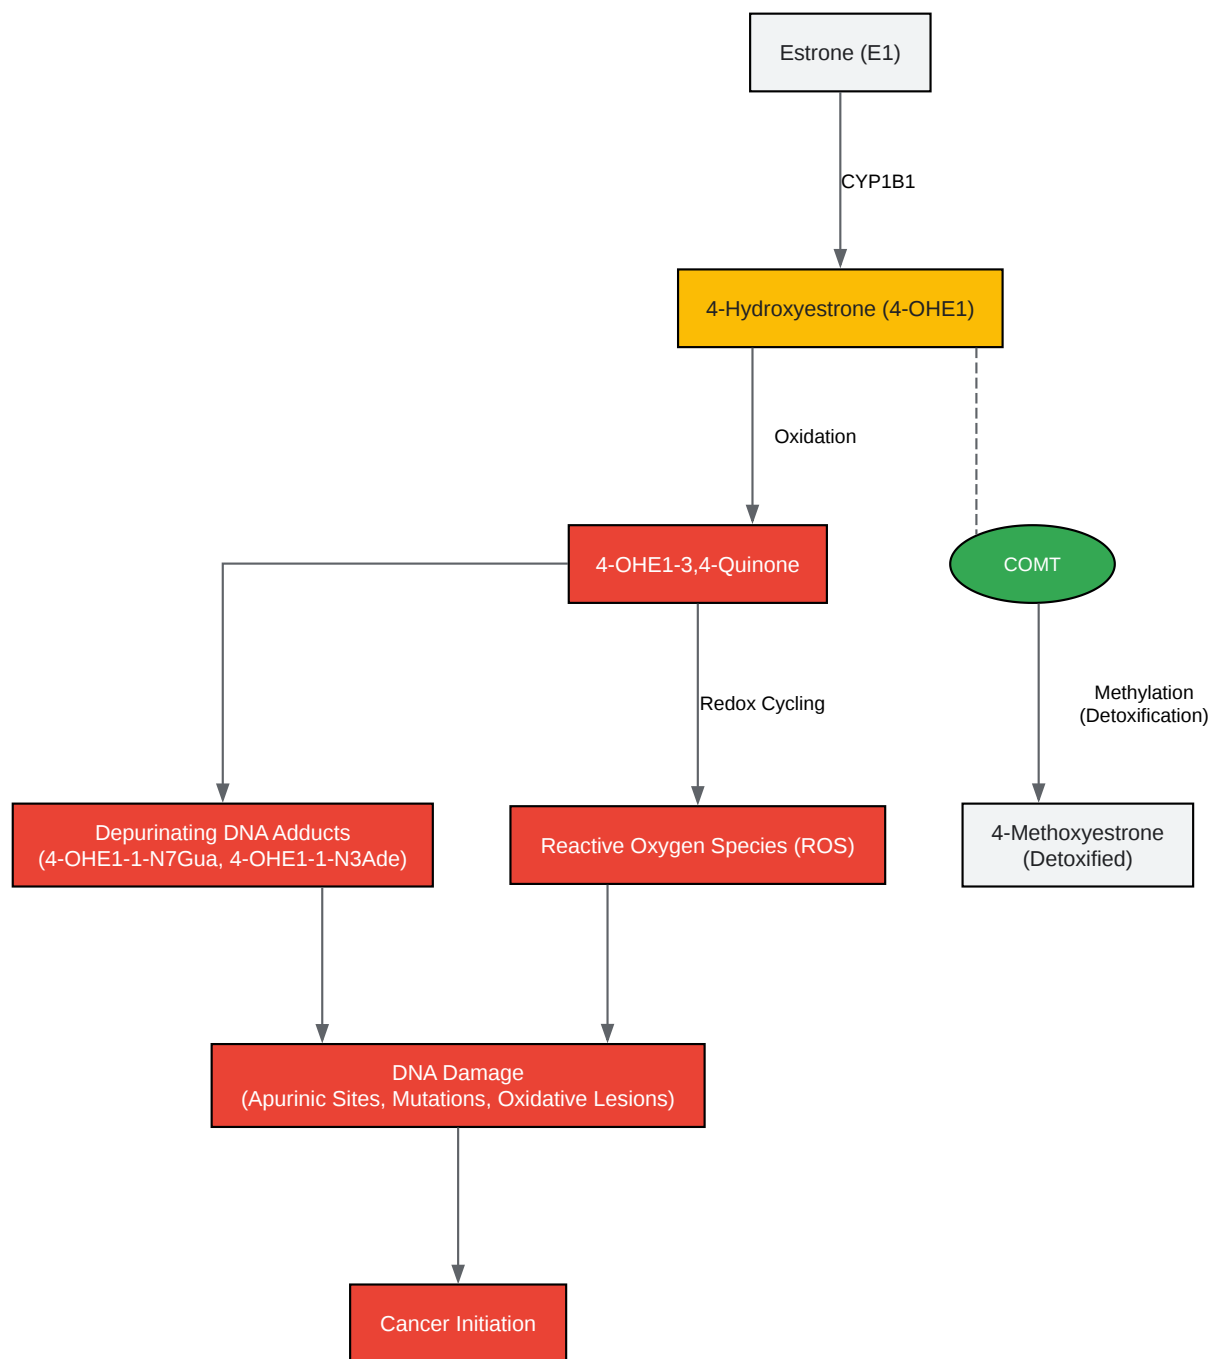 Estrone (E1)
CYP1B1
4-Hydroxyestrone (4-OHE1)
Oxidation
4-OHE1-3,4-Quinone
COMT
Redox Cycling
Methylation
(Detoxification)
Depurinating DNA Adducts
(4-OHE1-1-N7Gua, 4-OHE1-1-N3Ade)
Reactive Oxygen Species (ROS)
4-Methoxyestrone
(Detoxified)
DNA Damage
(Apurinic Sites, Mutations, Oxidative Lesions)
Cancer Initiation